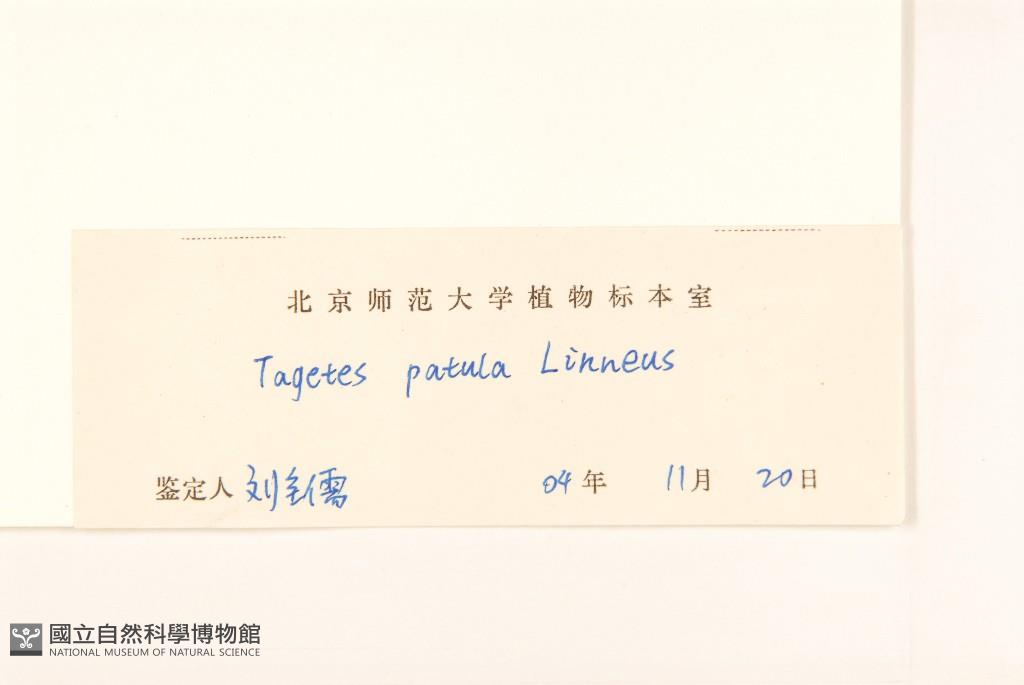 北京师范大学植物标本室
Tagetes patula Linneus
鉴定人 刘全儒 04年 11月 20日
國立自然科學博物館
NATIONAL MUSEUM OF NATURAL SCIENCE